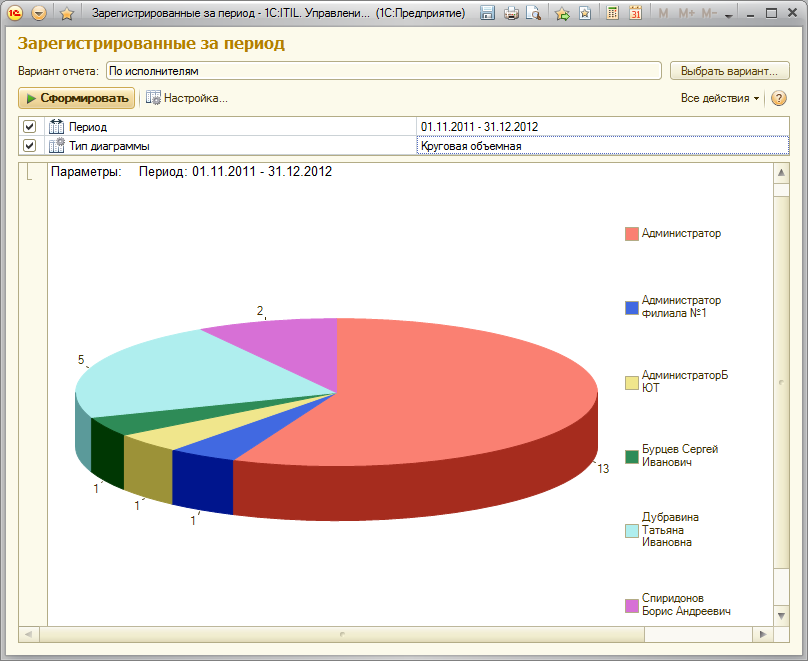 Зарегистрированные за период - 1С:ITIL. Управлени... (1С:Предприятие)
M M+ M-
Зарегистрированные за период
Вариант отчета: По исполнителям Выбрать вариант...
Сформировать Настройка... Все действия ?
Период 01.11.2011 - 31.12.2012
Тип диаграммы Круговая объемная
Параметры: Период: 01.11.2011 - 31.12.2012
Администратор
Администратор
филиала №1
2
5
АдминистраторБ
ЮТ
Бурцев Сергей
Иванович
13
1
1
1
Дубравина
Татьяна
Ивановна
Спиридонов
Борис Андреевич